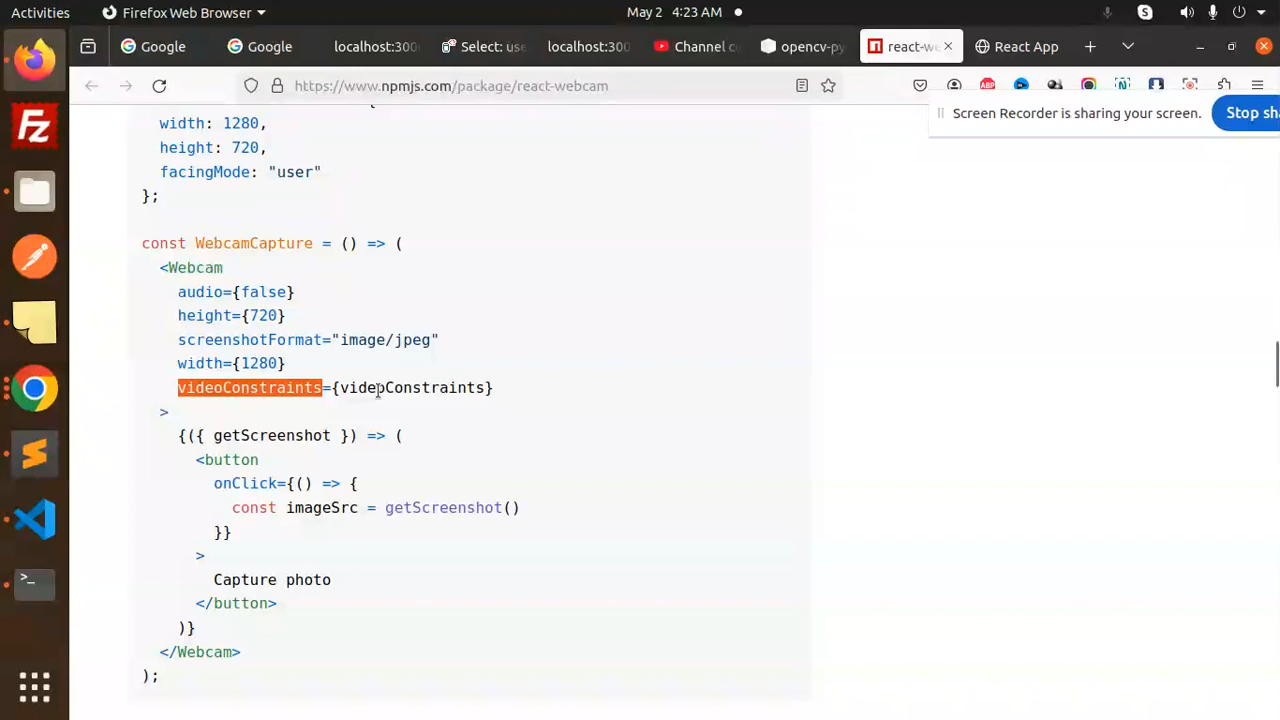 Activities
Firefox Web Browser
May 2 4:23 AM
Google
Google
localhost:300
Select: use
localhost:300
Channel c
opencv-py
react-we
React App
https://www.npmjs.com/package/react-webcam
Screen Recorder is sharing your screen.
Stop sha
width: 1280,
height: 720,
facingMode: "user"
};
const WebcamCapture = () => (
<Webcam
audio={false}
height={720}
screenshotFormat="image/jpeg"
width={1280}
videoConstraints={videoConstraints}
>
{({ getScreenshot }) => (
<button
onClick={() => {
const imageSrc = getScreenshot()
}}
>
Capture photo
</button>
)}
</Webcam>
);